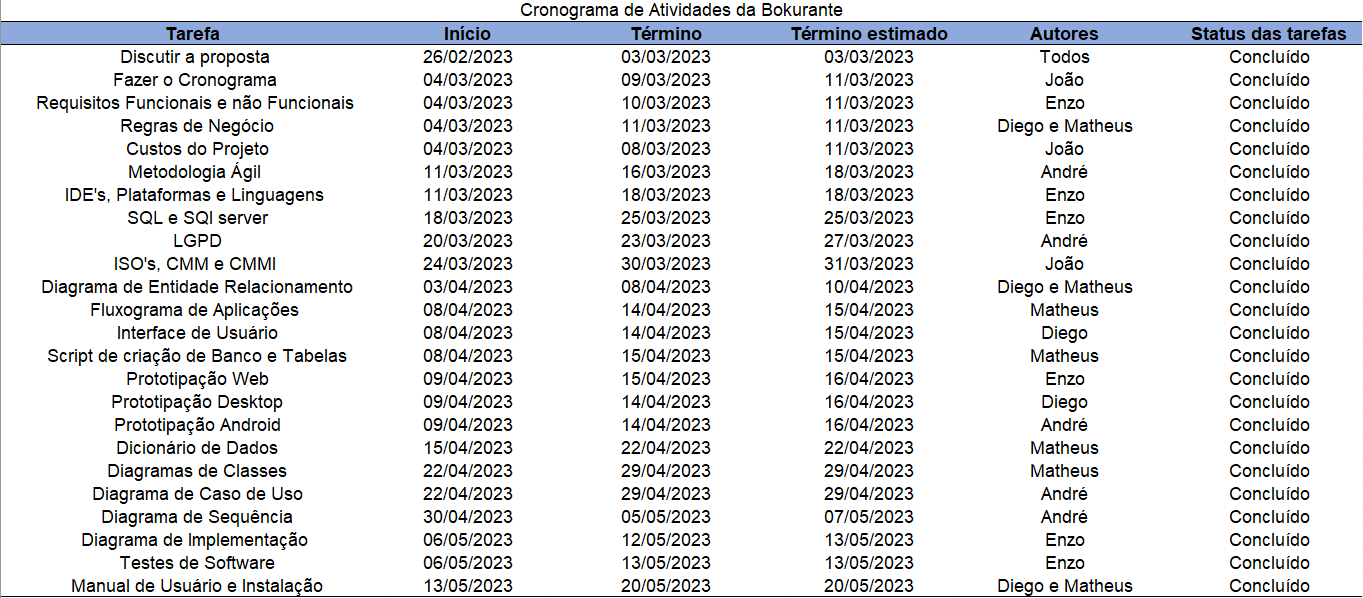 Cronograma de Atividades da Bokurante
Tarefa Início Término Término estimado Autores Status das tarefas
Discutir a proposta 26/02/2023 03/03/2023 03/03/2023 Todos Concluído
Fazer o Cronograma 04/03/2023 09/03/2023 11/03/2023 João Concluído
Requisitos Funcionais e não Funcionais 04/03/2023 10/03/2023 11/03/2023 Enzo Concluído
Regras de Negócio 04/03/2023 11/03/2023 11/03/2023 Diego e Matheus Concluído
Custos do Projeto 04/03/2023 08/03/2023 11/03/2023 João Concluído
Metodologia Ágil 11/03/2023 16/03/2023 18/03/2023 André Concluído
IDE's, Plataformas e Linguagens 11/03/2023 18/03/2023 18/03/2023 Enzo Concluído
SQL e SQl server 18/03/2023 25/03/2023 25/03/2023 Enzo Concluído
LGPD 20/03/2023 23/03/2023 27/03/2023 André Concluído
ISO's, CMM e CMMI 24/03/2023 30/03/2023 31/03/2023 João Concluído
Diagrama de Entidade Relacionamento 03/04/2023 08/04/2023 10/04/2023 Diego e Matheus Concluído
Fluxograma de Aplicações 08/04/2023 14/04/2023 15/04/2023 Matheus Concluído
Interface de Usuário 08/04/2023 14/04/2023 15/04/2023 Diego Concluído
Script de criação de Banco e Tabelas 08/04/2023 15/04/2023 15/04/2023 Matheus Concluído
Prototipação Web 09/04/2023 15/04/2023 16/04/2023 Enzo Concluído
Prototipação Desktop 09/04/2023 14/04/2023 16/04/2023 Diego Concluído
Prototipação Android 09/04/2023 14/04/2023 16/04/2023 André Concluído
Dicionário de Dados 15/04/2023 22/04/2023 22/04/2023 Matheus Concluído
Diagramas de Classes 22/04/2023 29/04/2023 29/04/2023 Matheus Concluído
Diagrama de Caso de Uso 22/04/2023 29/04/2023 29/04/2023 André Concluído
Diagrama de Sequência 30/04/2023 05/05/2023 07/05/2023 André Concluído
Diagrama de Implementação 06/05/2023 12/05/2023 13/05/2023 Enzo Concluído
Testes de Software 06/05/2023 13/05/2023 13/05/2023 Enzo Concluído
Manual de Usuário e Instalação 13/05/2023 20/05/2023 20/05/2023 Diego e Matheus Concluído